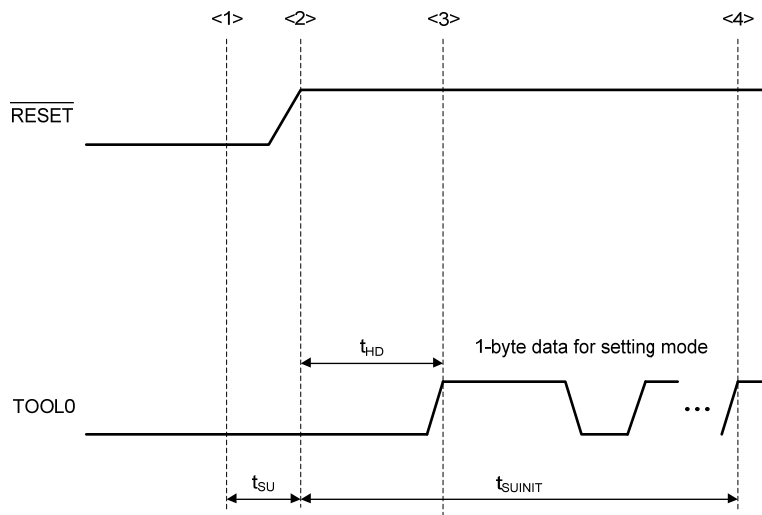 <1> <2> <3> <4>
RESET
tHD
1-byte data for setting mode
TOOL0
...
tSU
tSUINIT